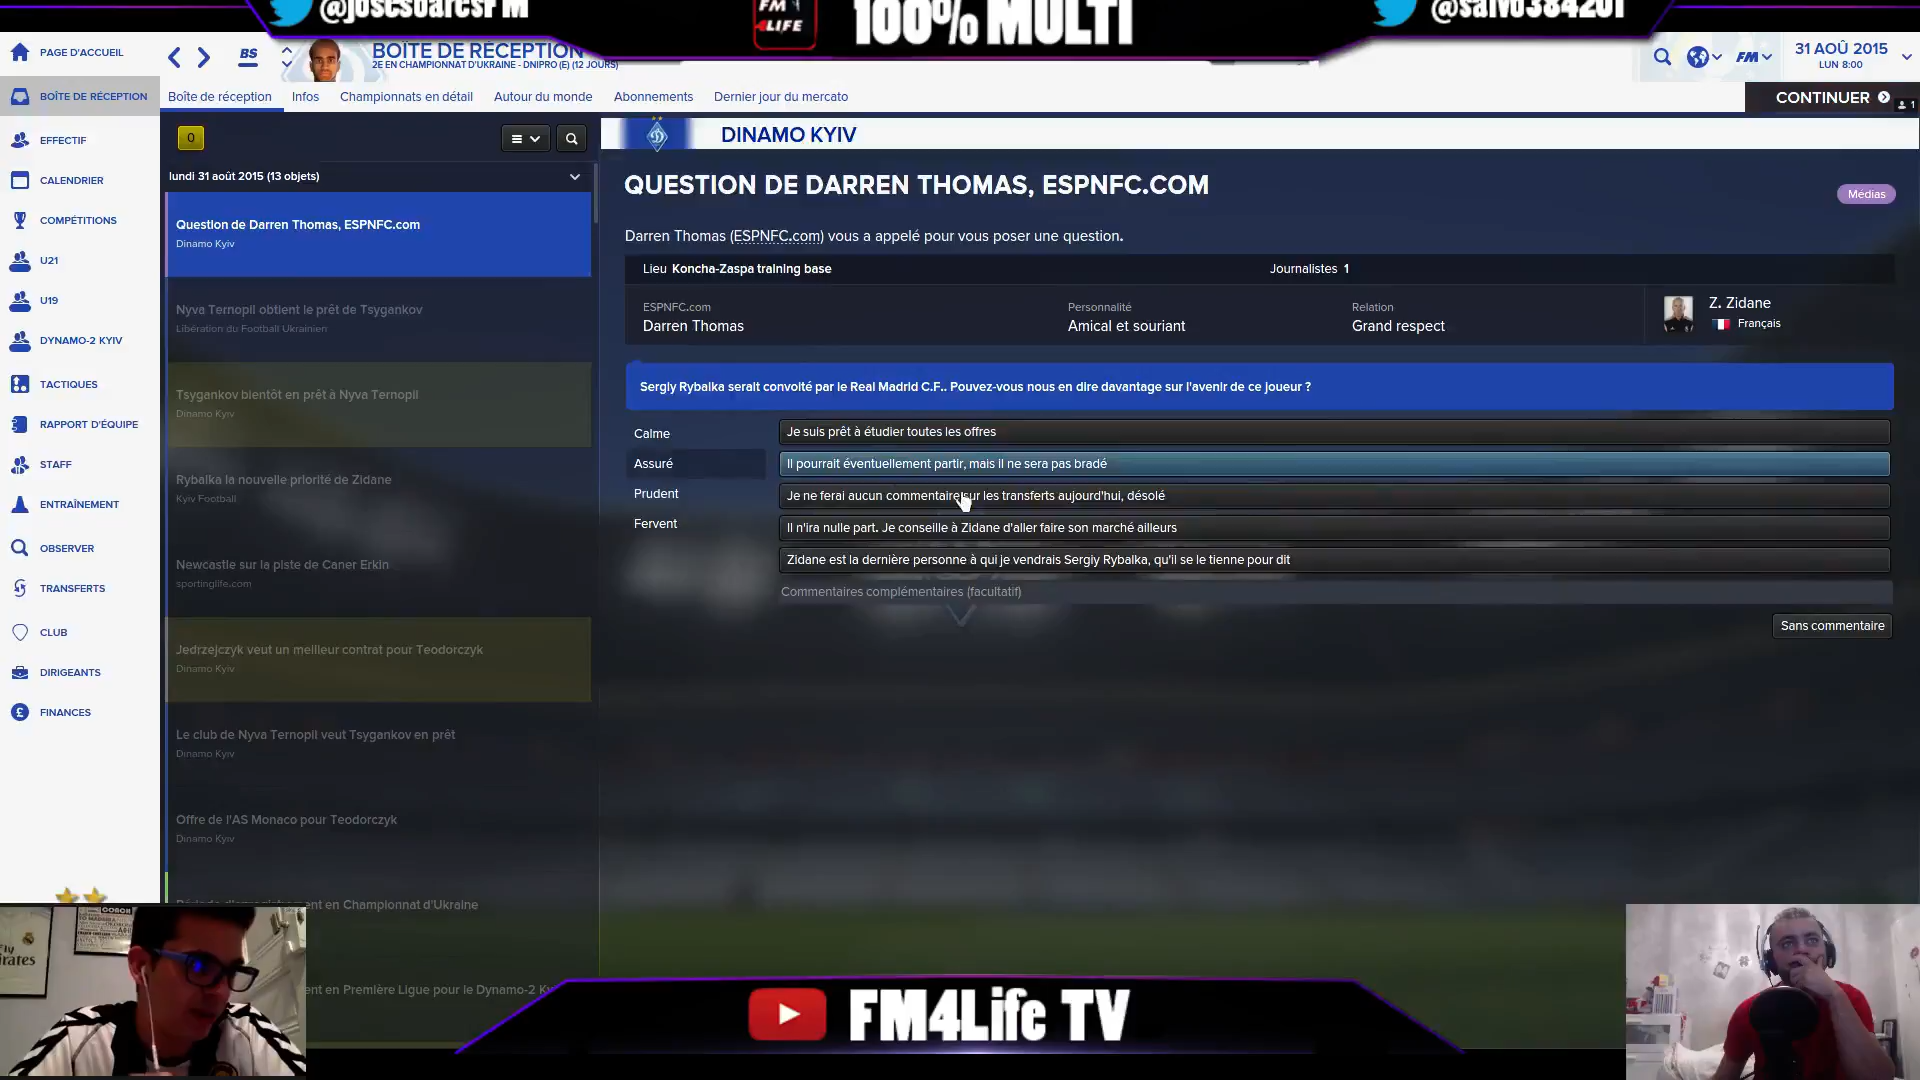 @josesoaresFM
FM
4LIFE
100% MULTI
@salvo384201
PAGE D'ACCUEIL
BS
BOÎTE DE RÉCEPTION
2E EN CHAMPIONNAT D'UKRAINE - DNIPRO (E) (12 JOURS)
FM
31 AOÛ 2015
LUN 8:00
BOÎTE DE RÉCEPTION
Boîte de réception
Infos
Championnats en détail
Autour du monde
Abonnements
Dernier jour du mercato
CONTINUER
1
EFFECTIF
CALENDRIER
COMPÉTITIONS
U21
U19
DYNAMO-2 KYIV
TACTIQUES
RAPPORT D'ÉQUIPE
STAFF
ENTRAÎNEMENT
OBSERVER
TRANSFERTS
CLUB
DIRIGEANTS
FINANCES
0
lundi 31 août 2015 (13 objets)
Question de Darren Thomas, ESPNFC.com
Dinamo Kyiv
Nyva Ternopil obtient le prêt de Tsygankov
Libération du Football Ukrainien
Tsygankov bientôt en prêt à Nyva Ternopil
Dinamo Kyiv
Rybalka la nouvelle priorité de Zidane
Kyiv Football
Newcastle sur la piste de Caner Erkin
sportinglife.com
Jedrzejczyk veut un meilleur contrat pour Teodorczyk
Dinamo Kyiv
Le club de Nyva Ternopil veut Tsygankov en prêt
Dinamo Kyiv
Offre de l'AS Monaco pour Teodorczyk
Dinamo Kyiv
Période d'enregistrement en Championnat d'Ukraine
ent en Première Ligue pour le Dynamo-2 Ky
DINAMO KYIV
QUESTION DE DARREN THOMAS, ESPNFC.COM
Médias
Darren Thomas (ESPNFC.com) vous a appelé pour vous poser une question.
Lieu Koncha-Zaspa training base
Journalistes 1
ESPNFC.com
Darren Thomas
Personnalité
Amical et souriant
Relation
Grand respect
Z. Zidane
Français
Sergiy Rybalka serait convoité par le Real Madrid C.F.. Pouvez-vous nous en dire davantage sur l'avenir de ce joueur ?
Calme
Assuré
Prudent
Fervent
Je suis prêt à étudier toutes les offres
Il pourrait éventuellement partir, mais il ne sera pas bradé
Je ne ferai aucun commentaire sur les transferts aujourd'hui, désolé
Il n'ira nulle part. Je conseille à Zidane d'aller faire son marché ailleurs
Zidane est la dernière personne à qui je vendrais Sergiy Rybalka, qu'il se le tienne pour dit
Commentaires complémentaires (facultatif)
Sans commentaire
FM4Life TV